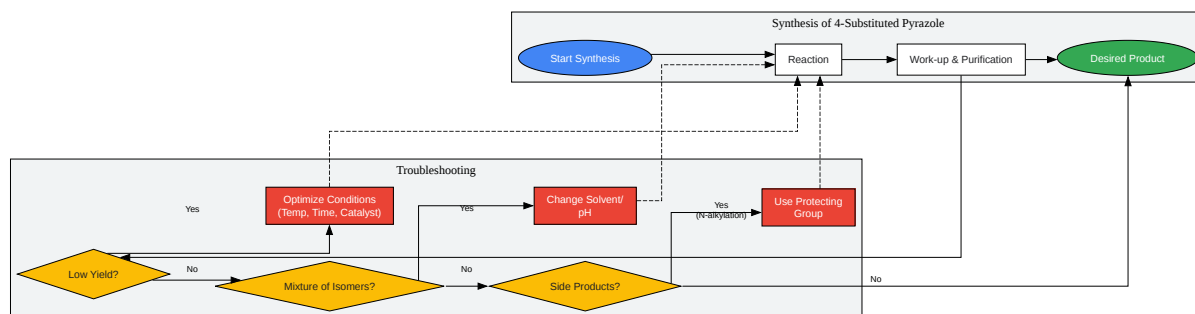 Synthesis of 4-Substituted Pyrazole
Start Synthesis
Reaction
Work-up & Purification
Desired Product
Troubleshooting
Optimize Conditions
(Temp, Time, Catalyst)
Change Solvent/
pH
Use Protecting
Group
Yes
Yes
Yes
(N-alkylation)
Low Yield?
No
Mixture of Isomers?
No
Side Products?
No